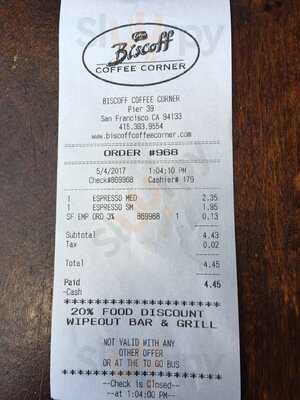 Biscoff
COFFEE CORNER
BISCOFF COFFEE CORNER
Pier 39
San Francisco CA 94133
www.biscoffcoffeecorner.com
ORDER #968
5/4/2017 1:04:10 PM
Check#869968 Cashier# 179
1 ESPRESSO MED 2.35
1 ESPRESSO SM 1.95
SF EMP ORD 3% 869968 1 0.13
Subtotal 4.43
Tax 0.02
Total 4.45
Paid 4.45
-Cash
20% FOOD DISCOUNT
WIPEOUT BAR & GRILL
NOT VALID WITH ANY
OTHER OFFER
OR AT THE TO GO BUS
--Check is Closed--
--at 1:04:00 PM--